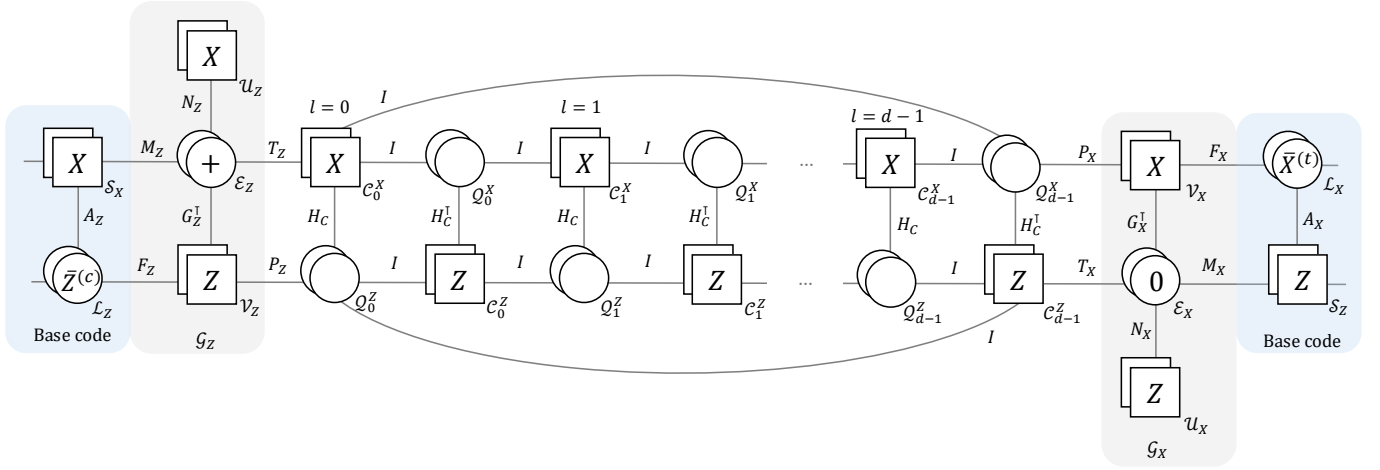 X
𝒰_Z
N_Z
I
l = 0
l = 1
l = d − 1
X
M_Z
+
T_Z
X
I
I
X
I
...
X
I
P_X
X
F_X
X̄^(t)
𝒮_X
ℰ_Z
𝒞_0^X
𝒬_0^X
𝒞_1^X
𝒬_1^X
𝒞_{d−1}^X
𝒬_{d−1}^X
𝒱_X
ℒ_X
A_Z
G_Z^⊺
H_C
H_C^⊺
H_C
H_C^⊺
H_C
H_C^⊺
G_X^⊺
A_X
Z̄^(c)
F_Z
Z
P_Z
I
Z
I
I
Z
...
I
Z
T_X
0
M_X
Z
ℒ_Z
𝒱_Z
𝒬_0^Z
𝒞_0^Z
𝒬_1^Z
𝒞_1^Z
𝒬_{d−1}^Z
𝒞_{d−1}^Z
ℰ_X
𝒮_Z
Base code
𝒢_Z
I
N_X
Base code
Z
𝒰_X
𝒢_X